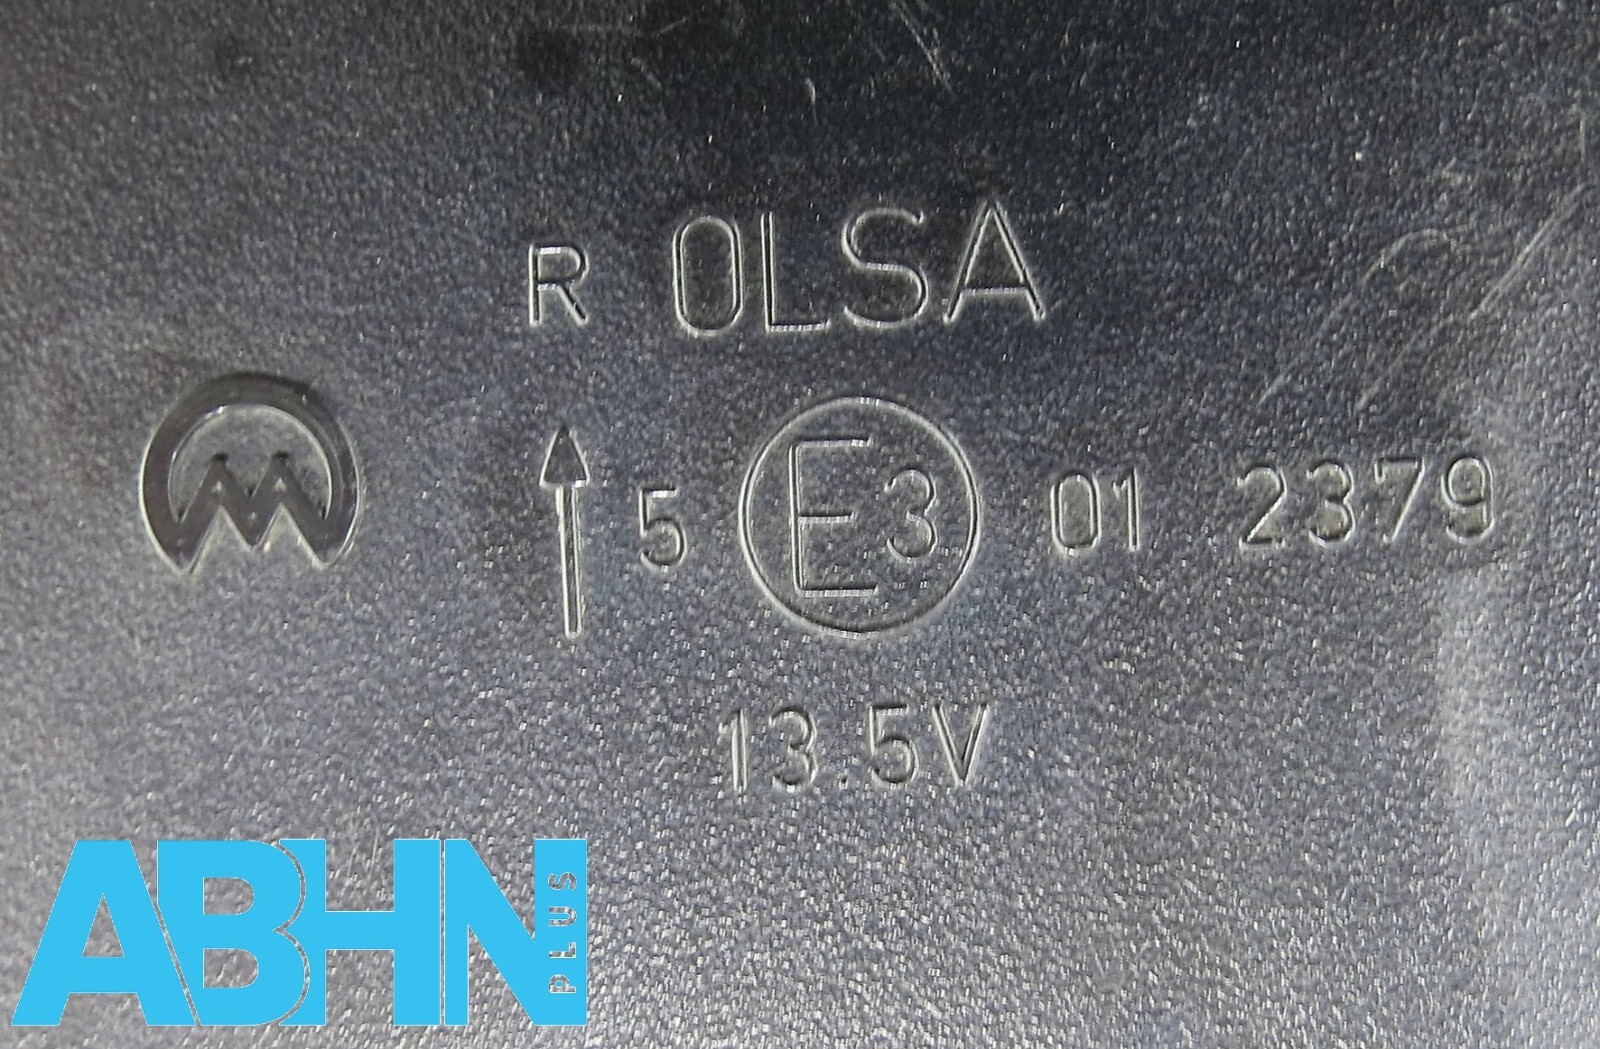 R OLSA
5 E3 01 2379
13.5V
ABHN PLUS